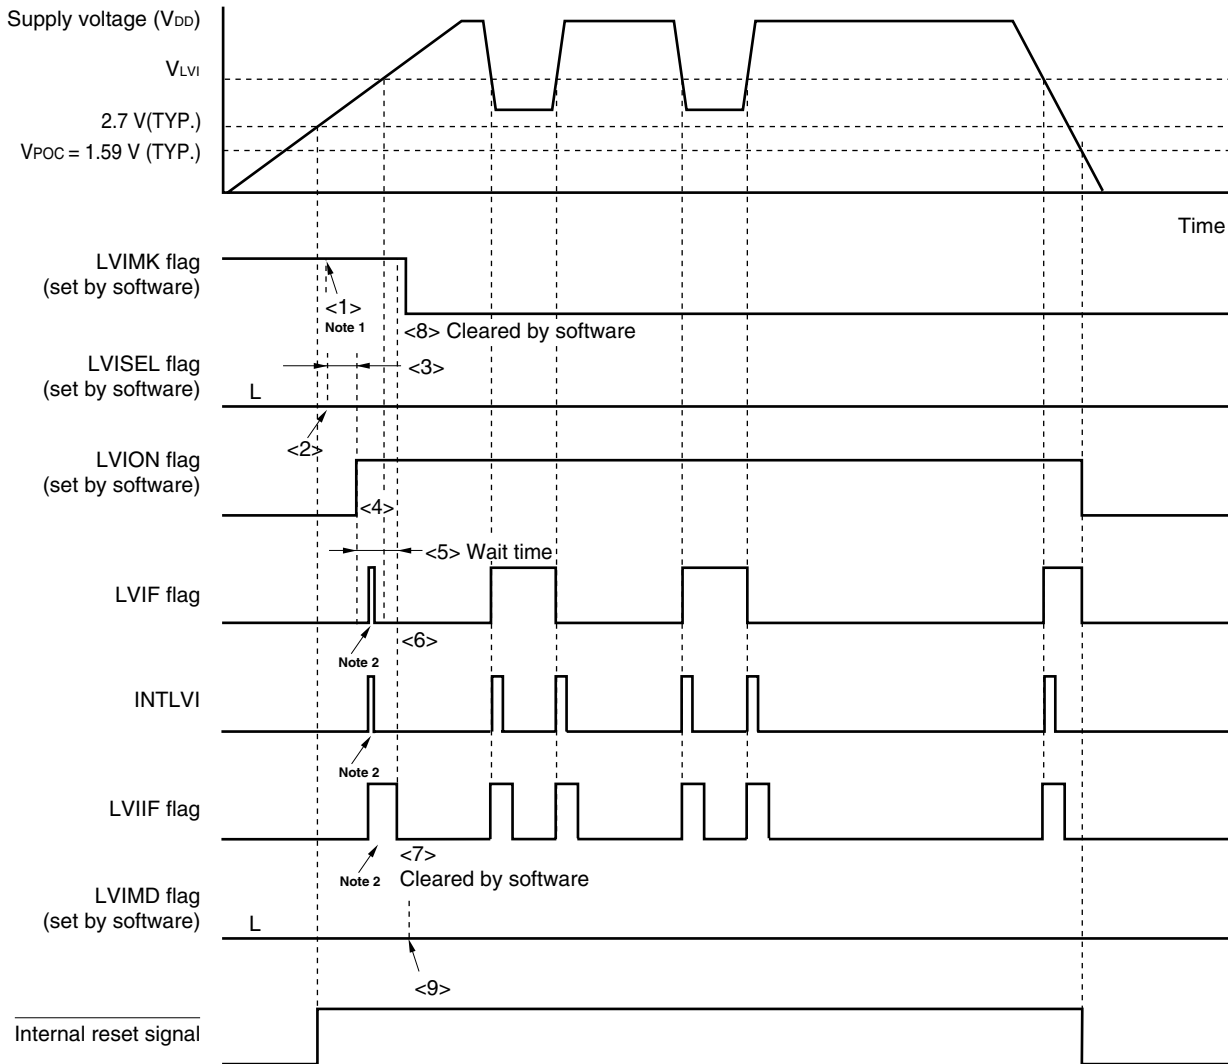 Supply voltage (VDD)
VLVI
2.7 V(TYP.)
VPOC = 1.59 V (TYP.)
Time
LVIMK flag
(set by software)
<1>
Note 1
<8> Cleared by software
LVISEL flag
(set by software)
L
<3>
<2>
LVION flag
(set by software)
<4>
<5> Wait time
LVIF flag
Note 2
<6>
INTLVI
Note 2
LVIIF flag
Note 2
<7>
Cleared by software
LVIMD flag
(set by software)
L
<9>
Internal reset signal